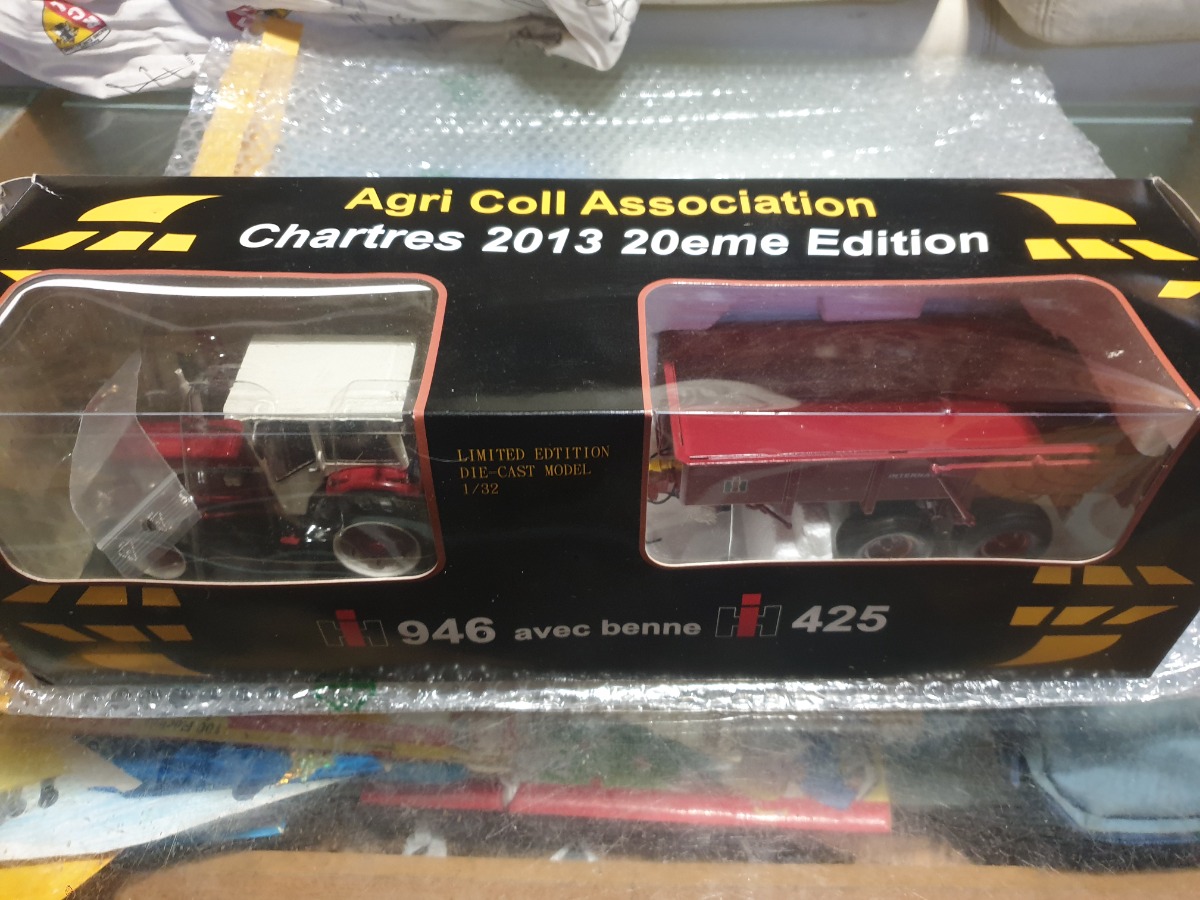 Agri Coll Association
Chartres 2013 20eme Edition
LIMITED EDTITION
DIE-CAST MODEL
1/32
IH
IH 946 avec benne IH 425